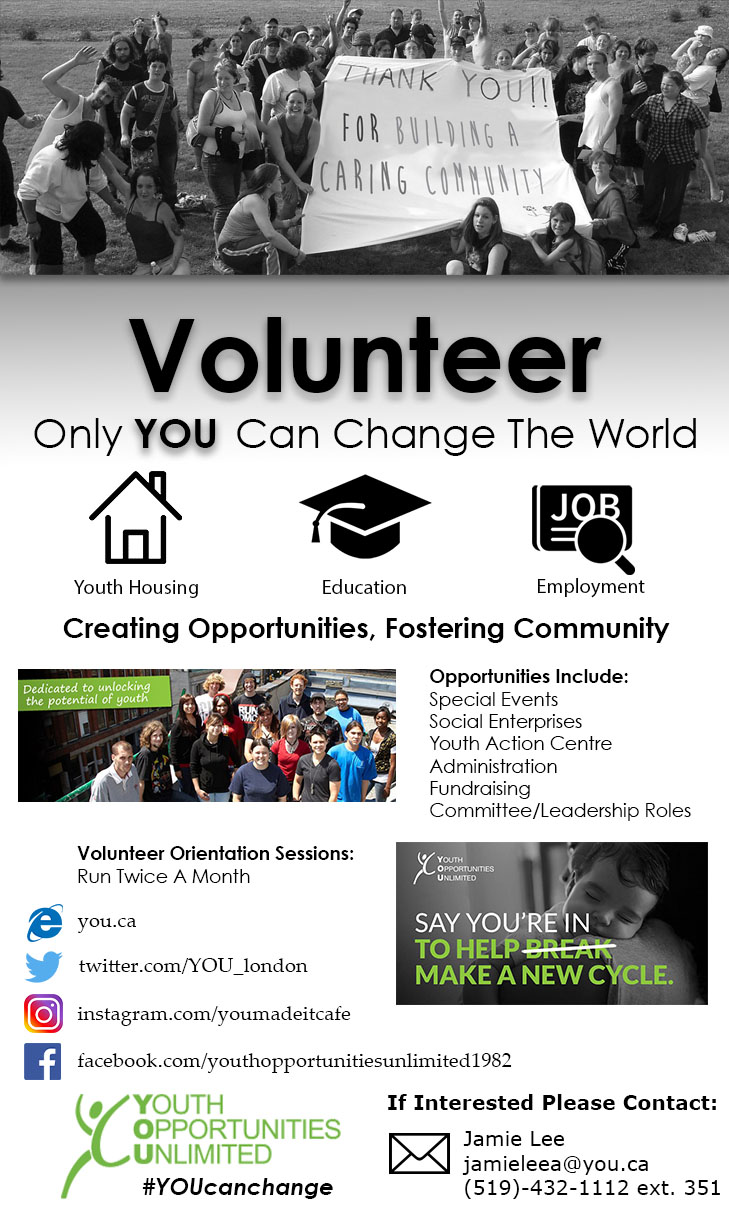 THANK YOU!!
FOR BUILDING A
CARING COMMUNITY
Volunteer
Only YOU Can Change The World
JOB
Youth Housing
Education
Employment
Creating Opportunities, Fostering Community
Dedicated to unlocking
the potential of youth
Opportunities Include:
Special Events
Social Enterprises
Youth Action Centre
Administration
Fundraising
Committee/Leadership Roles
Volunteer Orientation Sessions:
Run Twice A Month
you.ca
twitter.com/YOU_london
instagram.com/youmadeitcafe
facebook.com/youthopportunitiesunlimited1982
YOUTH
OPPORTUNITIES
UNLIMITED
SAY YOU'RE IN
TO HELP BREAK
MAKE A NEW CYCLE.
YOUTH
OPPORTUNITIES
UNLIMITED
#YOUcanchange
If Interested Please Contact:
Jamie Lee
jamieleea@you.ca
(519)-432-1112 ext. 351